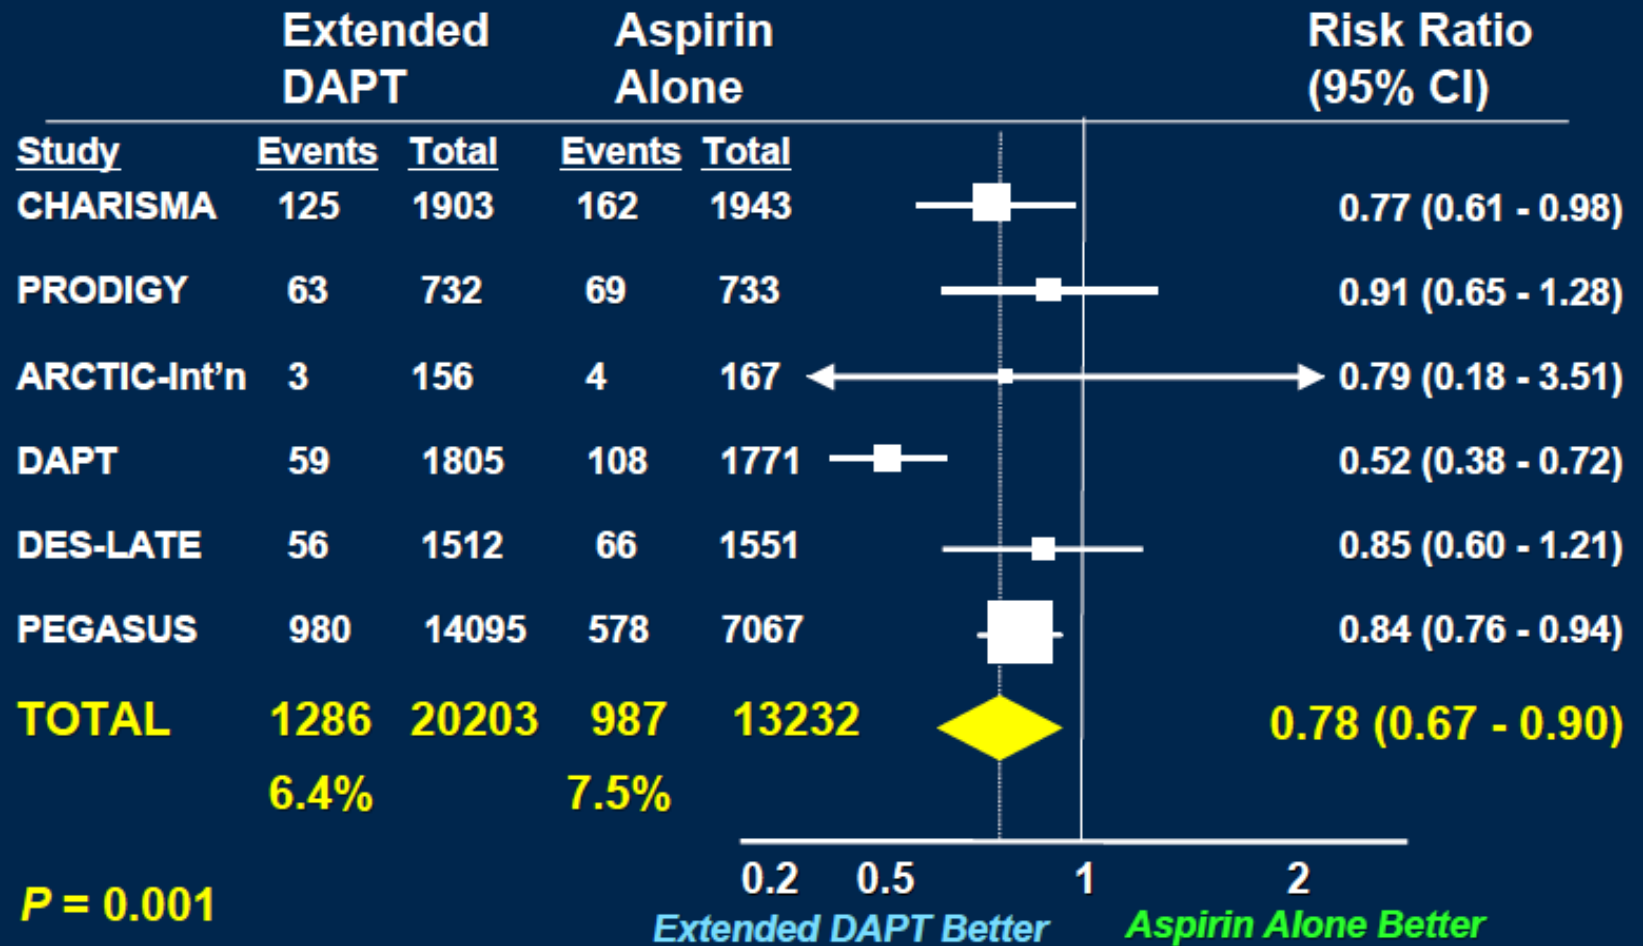 Extended DAPT Aspirin Alone Risk Ratio (95% CI)
Study Events Total Events Total
CHARISMA 125 1903 162 1943 0.77 (0.61 - 0.98)
PRODIGY 63 732 69 733 0.91 (0.65 - 1.28)
ARCTIC-Int'n 3 156 4 167 0.79 (0.18 - 3.51)
DAPT 59 1805 108 1771 0.52 (0.38 - 0.72)
DES-LATE 56 1512 66 1551 0.85 (0.60 - 1.21)
PEGASUS 980 14095 578 7067 0.84 (0.76 - 0.94)
TOTAL 1286 20203 987 13232 0.78 (0.67 - 0.90)
6.4% 7.5%
0.2 0.5 1 2
P = 0.001
Extended DAPT Better Aspirin Alone Better